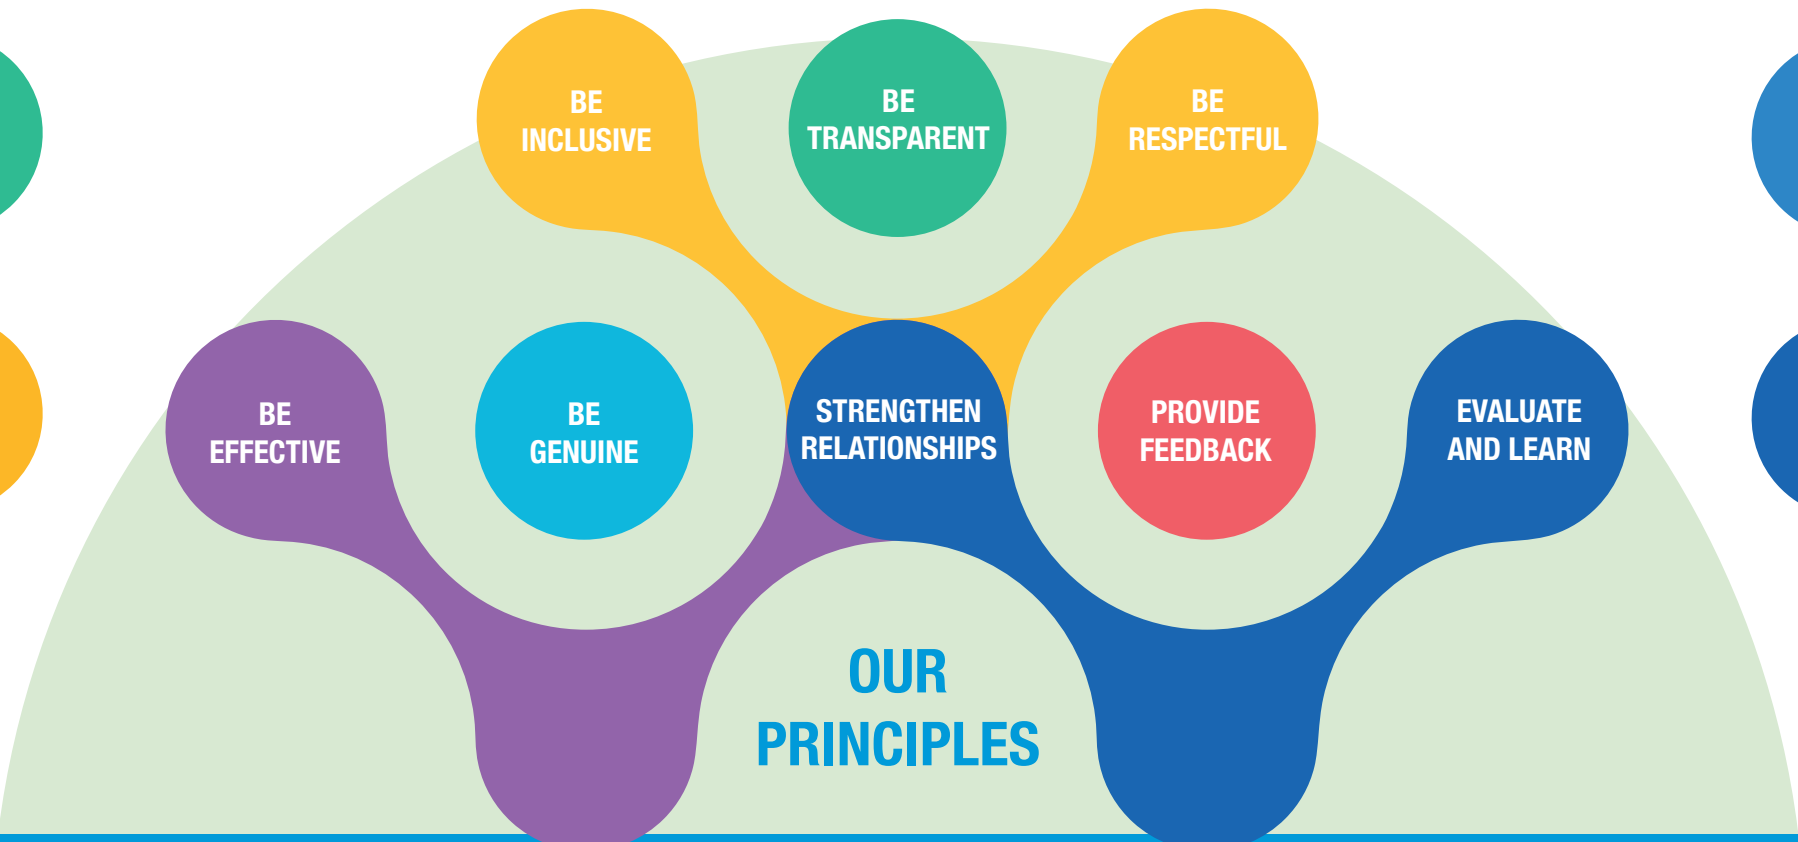 BE
INCLUSIVE
BE
TRANSPARENT
BE
RESPECTFUL
BE
EFFECTIVE
BE
GENUINE
STRENGTHEN
RELATIONSHIPS
PROVIDE
FEEDBACK
EVALUATE
AND LEARN
OUR
PRINCIPLES